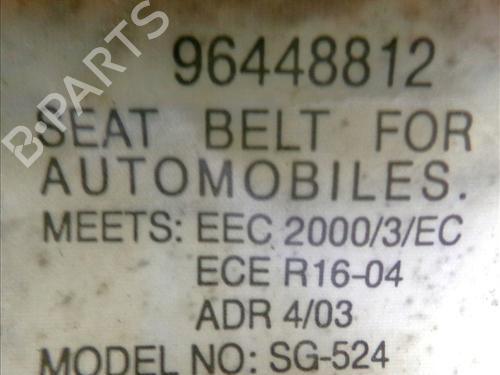 96448812
SEAT BELT FOR
AUTOMOBILES.
MEETS: EEC 2000/3/EC
ECE R16-04
ADR 4/03
MODEL NO: SG-524
B-PARTS